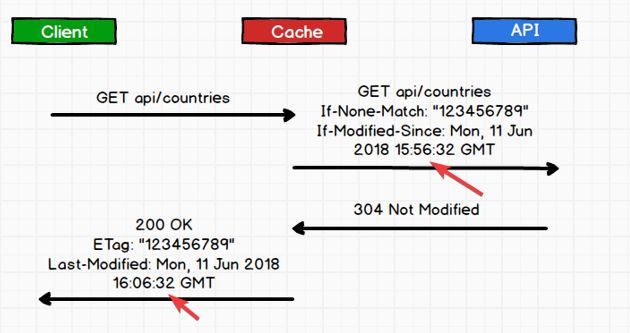 Client
Cache
API
GET api/countries
GET api/countries
If-None-Match: "123456789"
If-Modified-Since: Mon, 11 Jun
2018 15:56:32 GMT
304 Not Modified
200 OK
ETag: "123456789"
Last-Modified: Mon, 11 Jun 2018
16:06:32 GMT